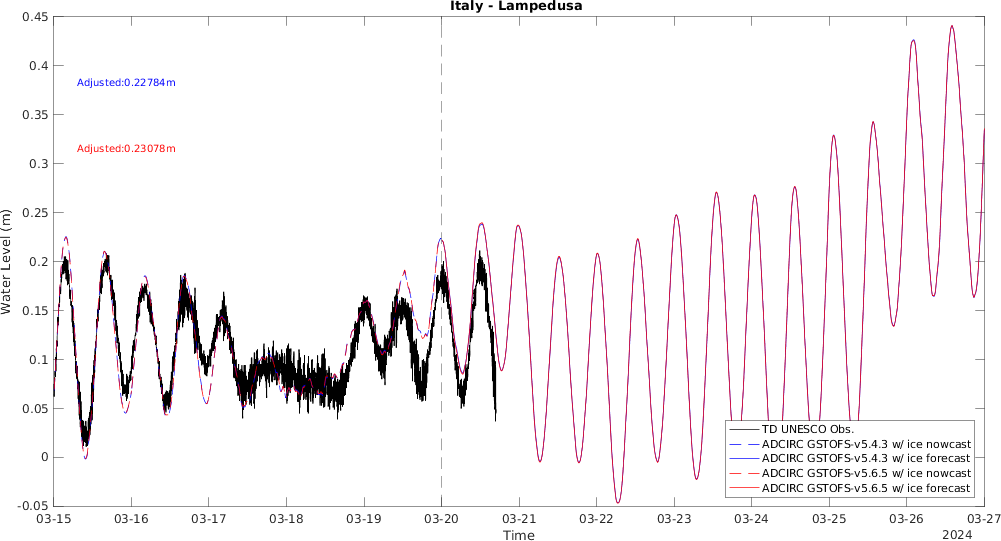 Italy - Lampedusa
Water Level (m)
0.45
0.4
0.35
0.3
0.25
0.2
0.15
0.1
0.05
0
-0.05
Adjusted:0.22784m
Adjusted:0.23078m
TD UNESCO Obs.
ADCIRC GSTOFS-v5.4.3 w/ ice nowcast
ADCIRC GSTOFS-v5.4.3 w/ ice forecast
ADCIRC GSTOFS-v5.6.5 w/ ice nowcast
ADCIRC GSTOFS-v5.6.5 w/ ice forecast
03-15 03-16 03-17 03-18 03-19 03-20 03-21 03-22 03-23 03-24 03-25 03-26 03-27
Time
2024